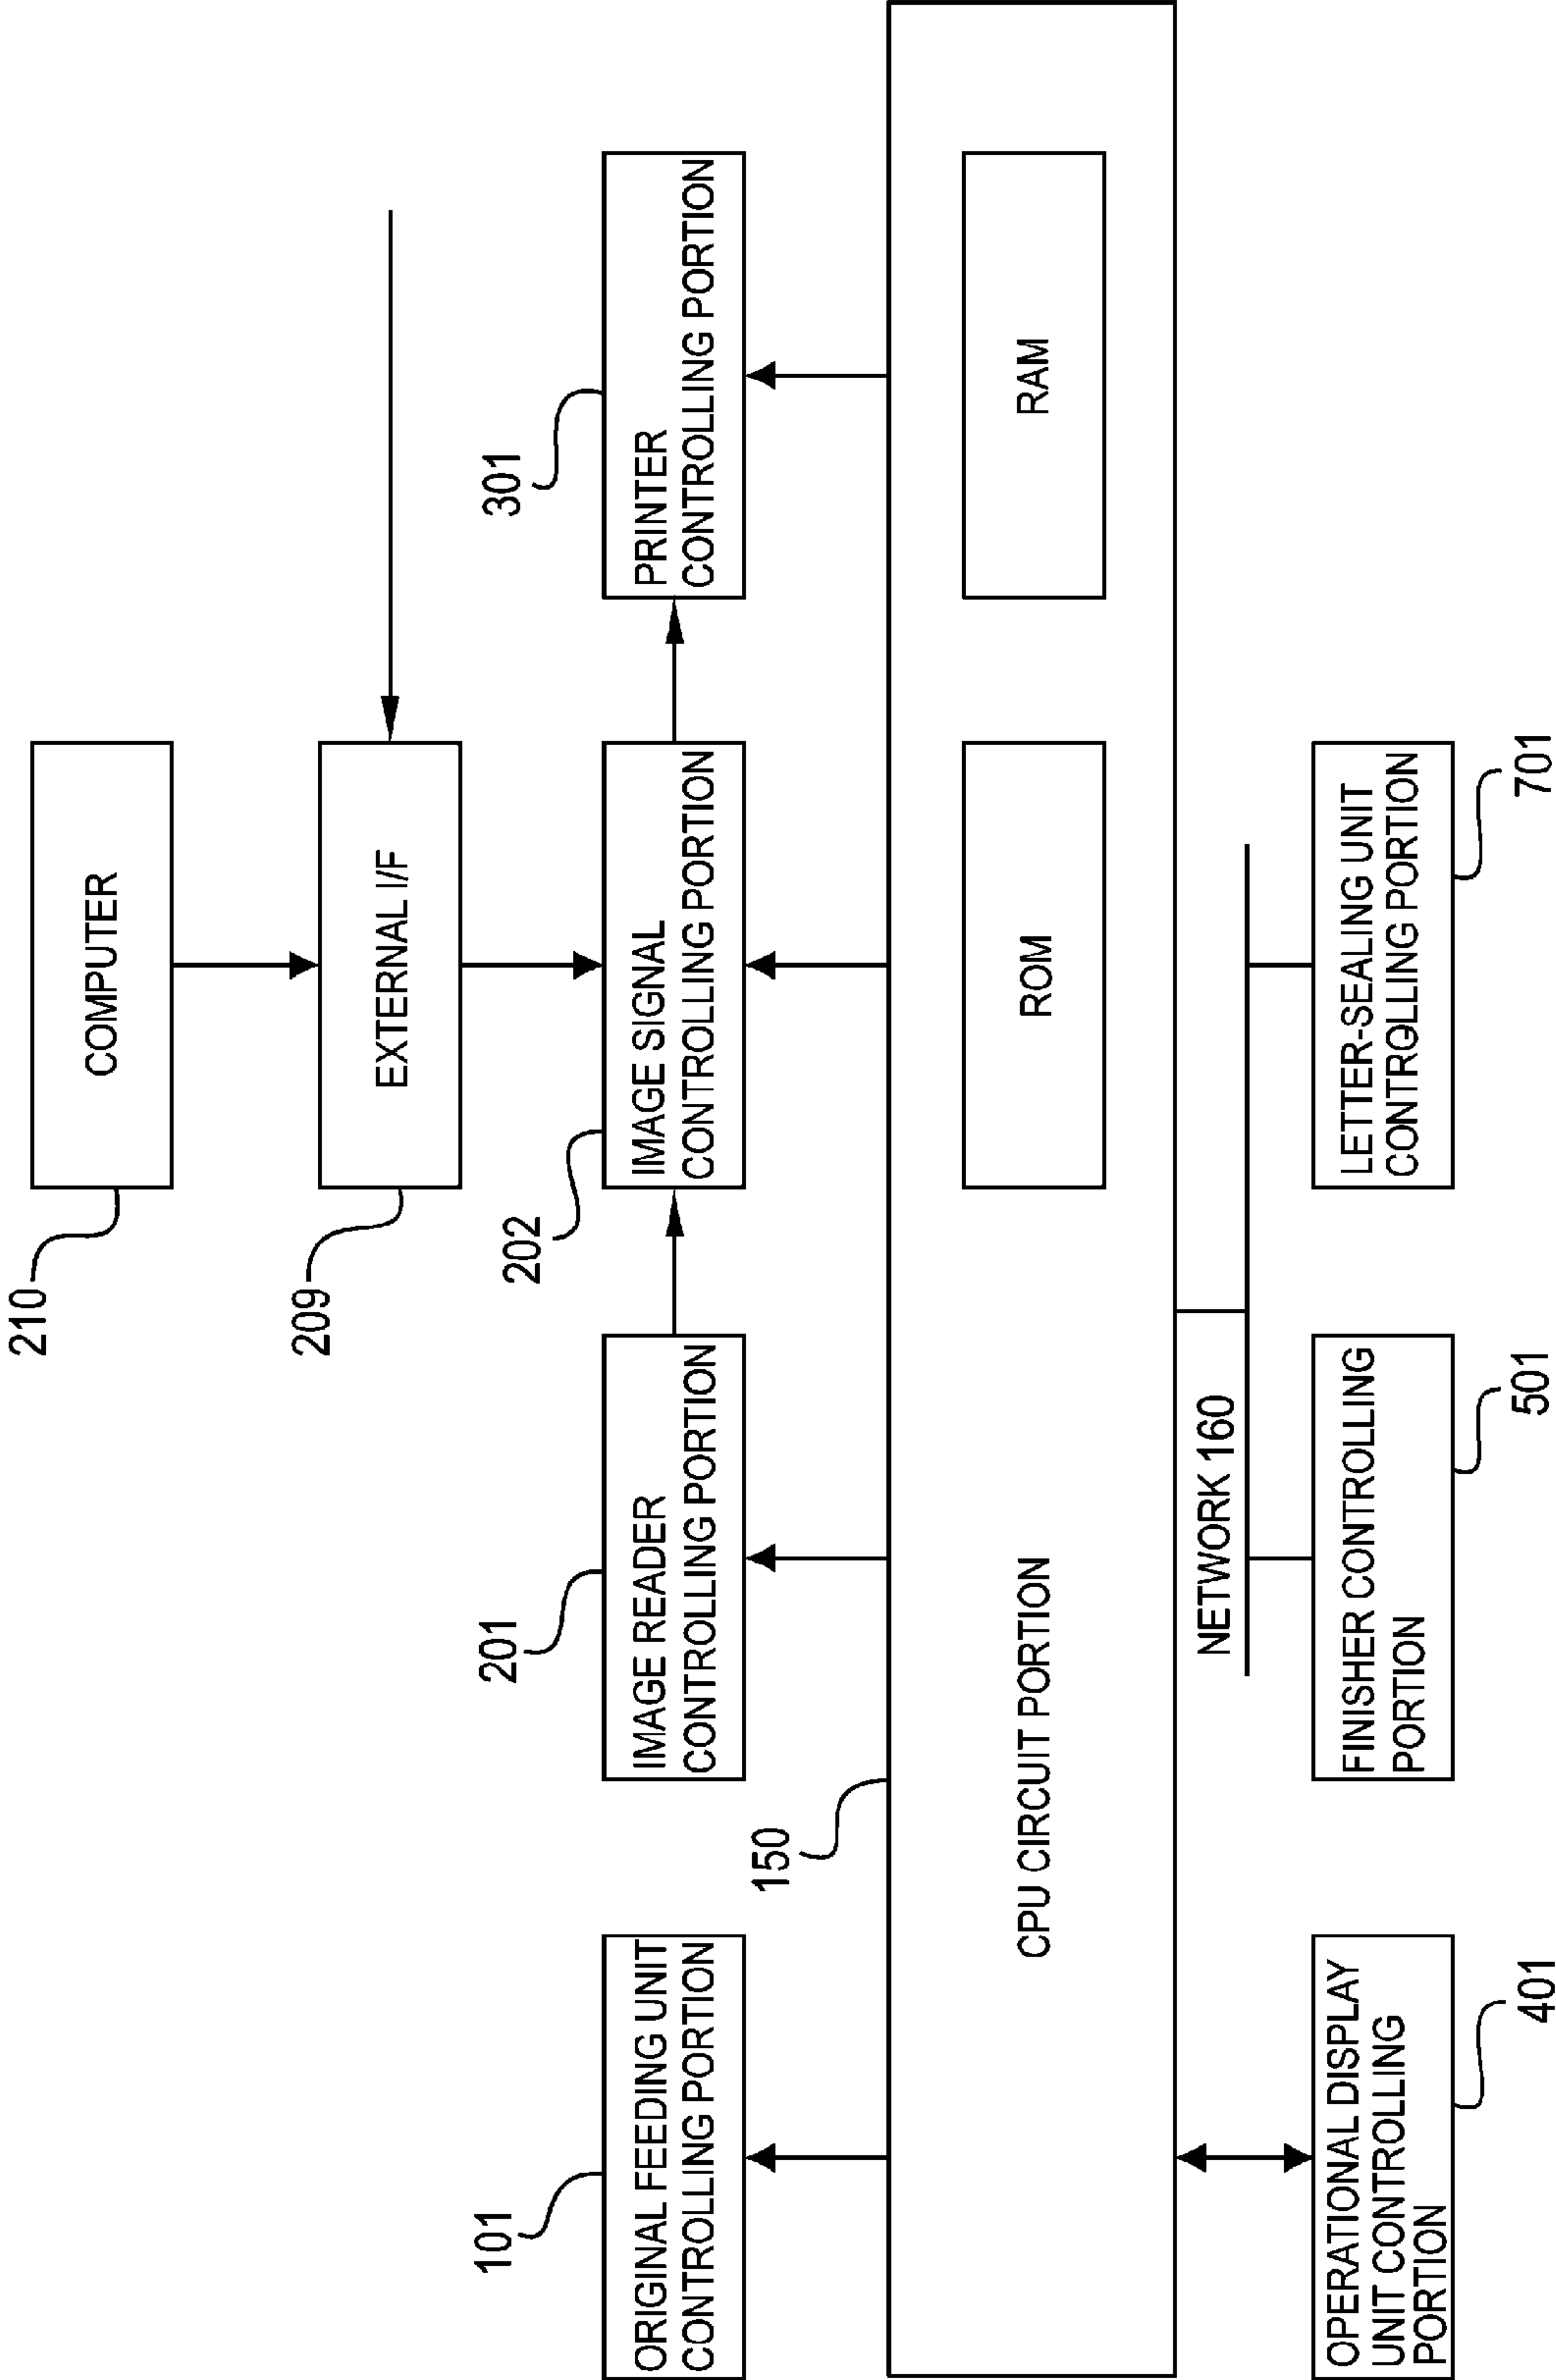 210
COMPUTER
209
EXTERNAL I/F
101
ORIGINAL FEEDING UNIT
CONTROLLING PORTION
201
IMAGE READER
CONTROLLING PORTION
202
IMAGE SIGNAL
CONTROLLING PORTION
301
PRINTER
CONTROLLING PORTION
150
CPU CIRCUIT PORTION
ROM
RAM
NETWORK 160
OPERATIONAL DISPLAY
UNIT CONTROLLING
PORTION
401
FINISHER CONTROLLING
PORTION
501
LETTER-SEALING UNIT
CONTROLLING PORTION
701